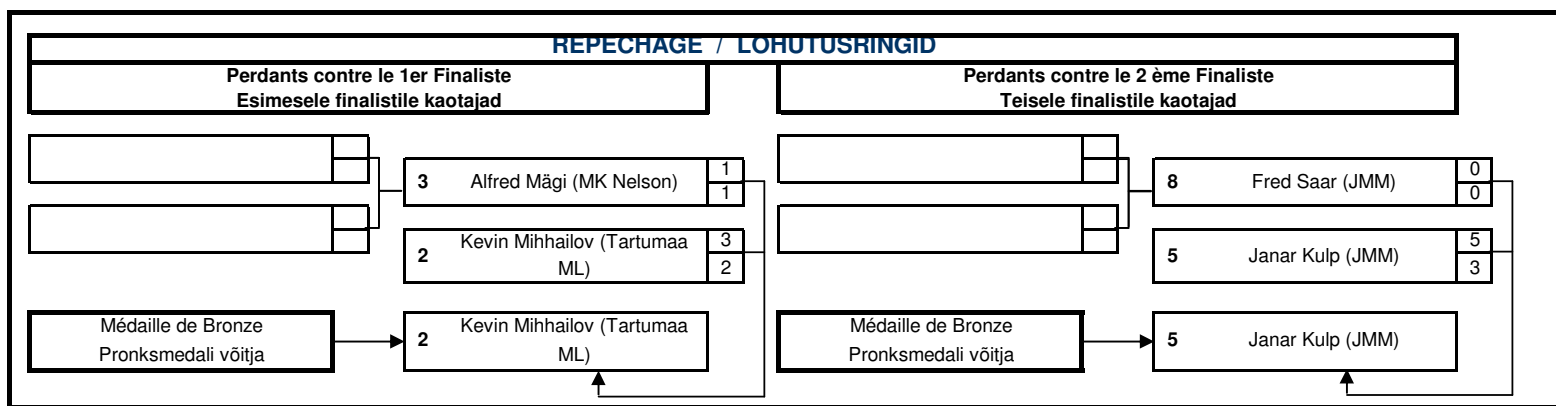 REPECHAGE / LOHUTUSRINGID
Perdants contre le 1er Finaliste
Esimesele finalistile kaotajad
Perdants contre le 2 ème Finaliste
Teisele finalistile kaotajad
3 Alfred Mägi (MK Nelson) 1
1
2 Kevin Mihhailov (Tartumaa
ML) 3
2
Médaille de Bronze
Pronksmedali võitja
2 Kevin Mihhailov (Tartumaa
ML)
8 Fred Saar (JMM) 0
0
5 Janar Kulp (JMM) 5
3
Médaille de Bronze
Pronksmedali võitja
5 Janar Kulp (JMM)